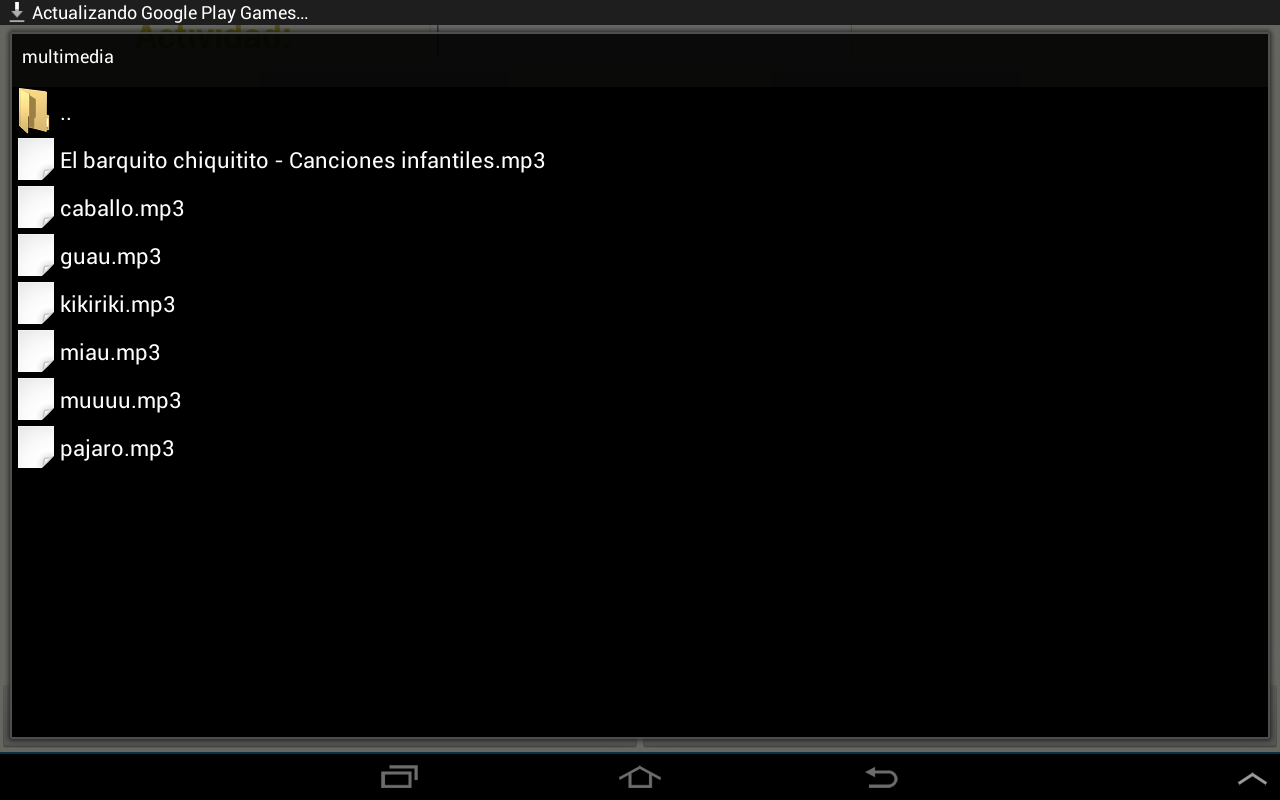 Actualizando Google Play Games...
Actividad:
multimedia
..
El barquito chiquitito - Canciones infantiles.mp3
caballo.mp3
guau.mp3
kikiriki.mp3
miau.mp3
muuuu.mp3
pajaro.mp3